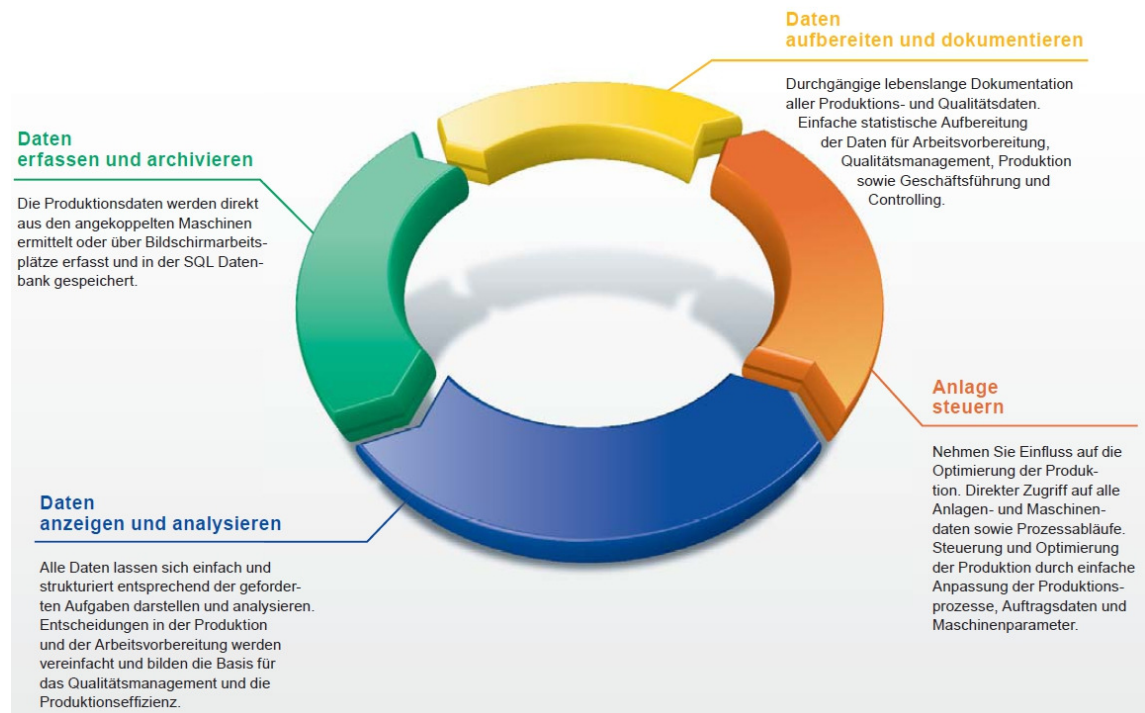 Daten
aufbereiten und dokumentieren
Durchgängige lebenslange Dokumentation
aller Produktions- und Qualitätsdaten.
Einfache statistische Aufbereitung
der Daten für Arbeitsvorbereitung,
Qualitätsmanagement, Produktion
sowie Geschäftsführung und
Controlling.
Daten
erfassen und archivieren
Die Produktionsdaten werden direkt
aus den angekoppelten Maschinen
ermittelt oder über Bildschirmarbeits-
plätze erfasst und in der SQL Daten-
bank gespeichert.
Anlage
steuern
Nehmen Sie Einfluss auf die
Optimierung der Produk-
tion. Direkter Zugriff auf alle
Anlagen- und Maschinen-
daten sowie Prozessabläufe.
Steuerung und Optimierung
der Produktion durch einfache
Anpassung der Produktions-
prozesse, Auftragsdaten und
Maschinenparameter.
Daten
anzeigen und analysieren
Alle Daten lassen sich einfach und
strukturiert entsprechend der geforder-
ten Aufgaben darstellen und analysieren.
Entscheidungen in der Produktion
und der Arbeitsvorbereitung werden
vereinfacht und bilden die Basis für
das Qualitätsmanagement und die
Produktionseffizienz.